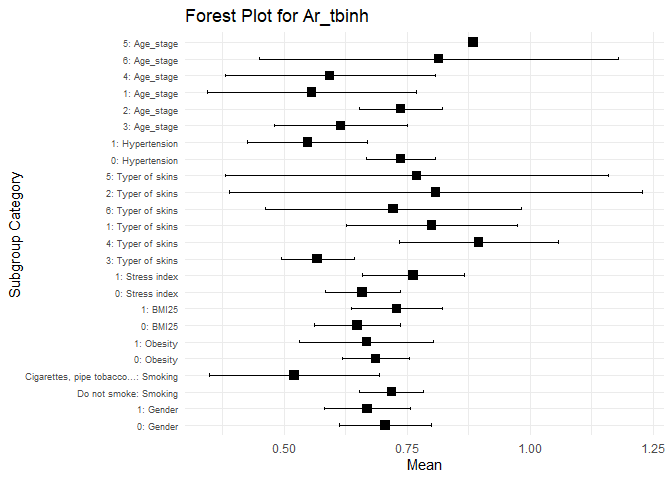 Forest Plot for Ar_tbinh
Subgroup Category
5: Age_stage
6: Age_stage
4: Age_stage
1: Age_stage
2: Age_stage
3: Age_stage
1: Hypertension
0: Hypertension
5: Typer of skins
2: Typer of skins
6: Typer of skins
1: Typer of skins
4: Typer of skins
3: Typer of skins
1: Stress index
0: Stress index
1: BMI25
0: BMI25
1: Obesity
0: Obesity
Cigarettes, pipe tobacco...: Smoking
Do not smoke: Smoking
1: Gender
0: Gender
0.50 0.75 1.00 1.25
Mean